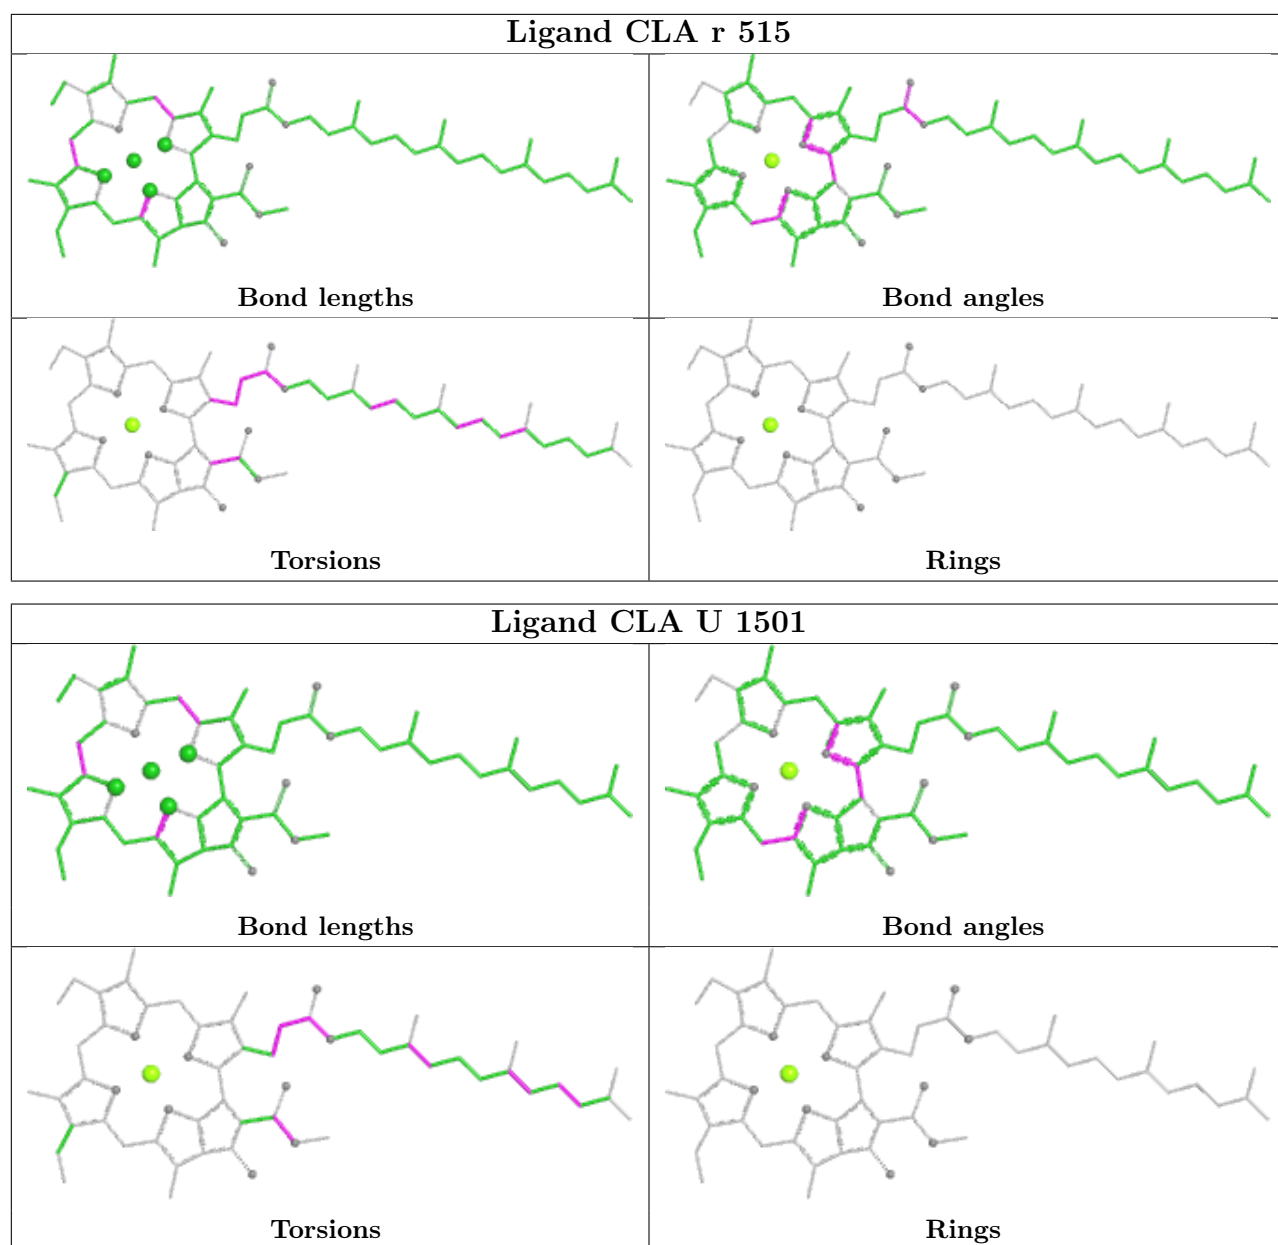 Ligand CLA r 515
Bond lengths
Bond angles
Torsions
Rings
Ligand CLA U 1501
Bond lengths
Bond angles
Torsions
Rings